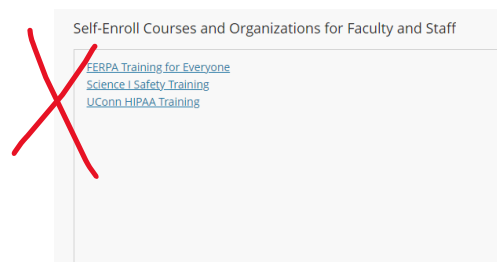 Self-Enroll Courses and Organizations for Faculty and Staff
FERPA Training for Everyone
Science I Safety Training
UConn HIPAA Training